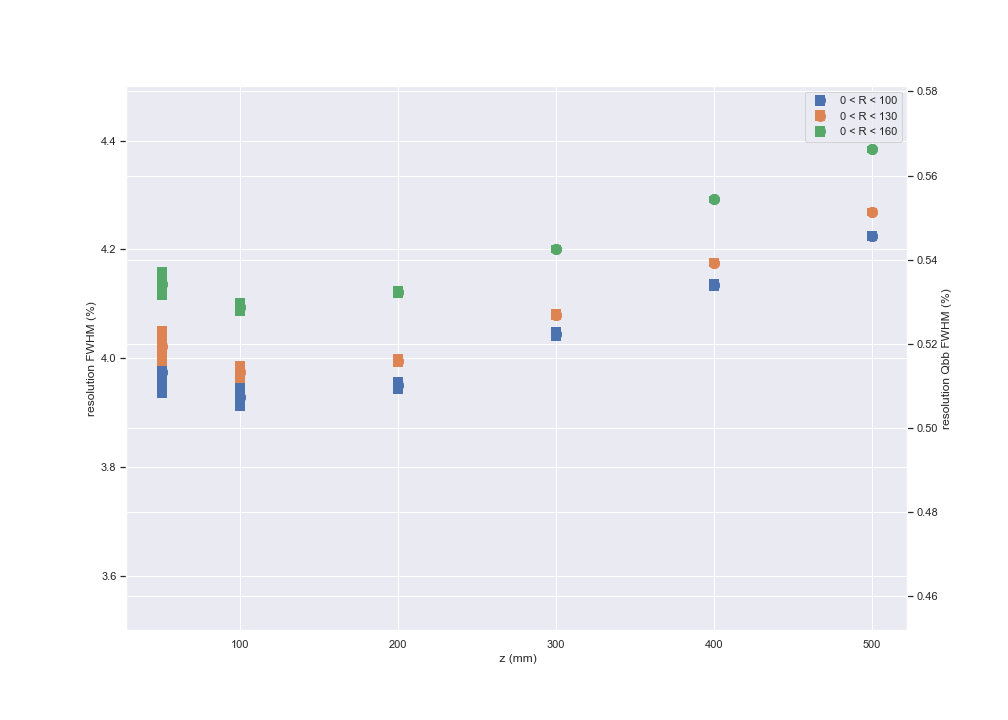 0 < R < 100
0 < R < 130
0 < R < 160
4.4
4.2
4.0
3.8
3.6
resolution FWHM (%)
0.58
0.56
0.54
0.52
0.50
0.48
0.46
resolution Qbb FWHM (%)
100 200 300 400 500
z (mm)